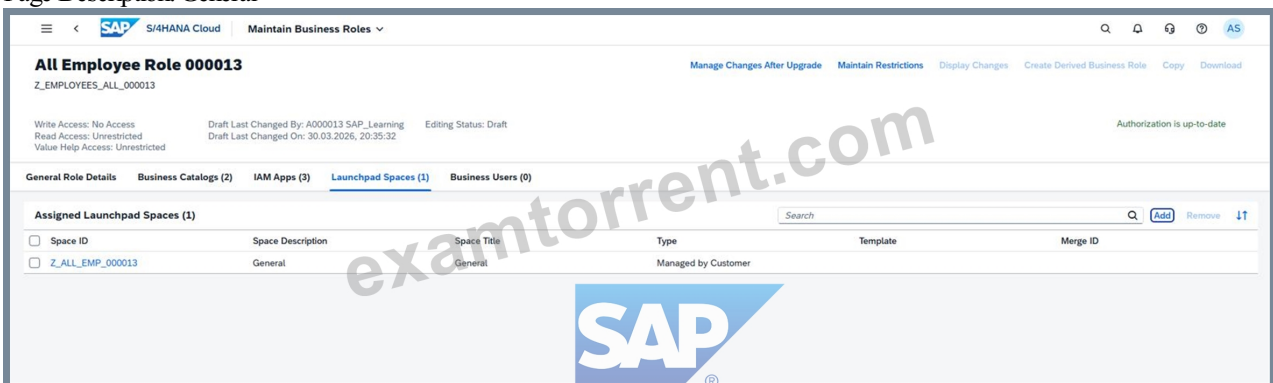 Page Description: General
SAP S/4HANA Cloud Maintain Business Roles AS
All Employee Role 000013
Manage Changes After Upgrade Maintain Restrictions Display Changes Create Derived Business Role Copy Download
Z_EMPLOYEES_ALL_000013
Write Access: No Access Draft Last Changed By: A000013 SAP_Learning Editing Status: Draft Authorization is up-to-date
Read Access: Unrestricted Draft Last Changed On: 30.03.2026, 20:35:32
Value Help Access: Unrestricted
General Role Details Business Catalogs (2) IAM Apps (3) Launchpad Spaces (1) Business Users (0)
Assigned Launchpad Spaces (1) Search Add Remove
Space ID Space Description Space Title Type Template Merge ID
Z_ALL_EMP_000013 General General Managed by Customer
examtorrent.com
SAP ®